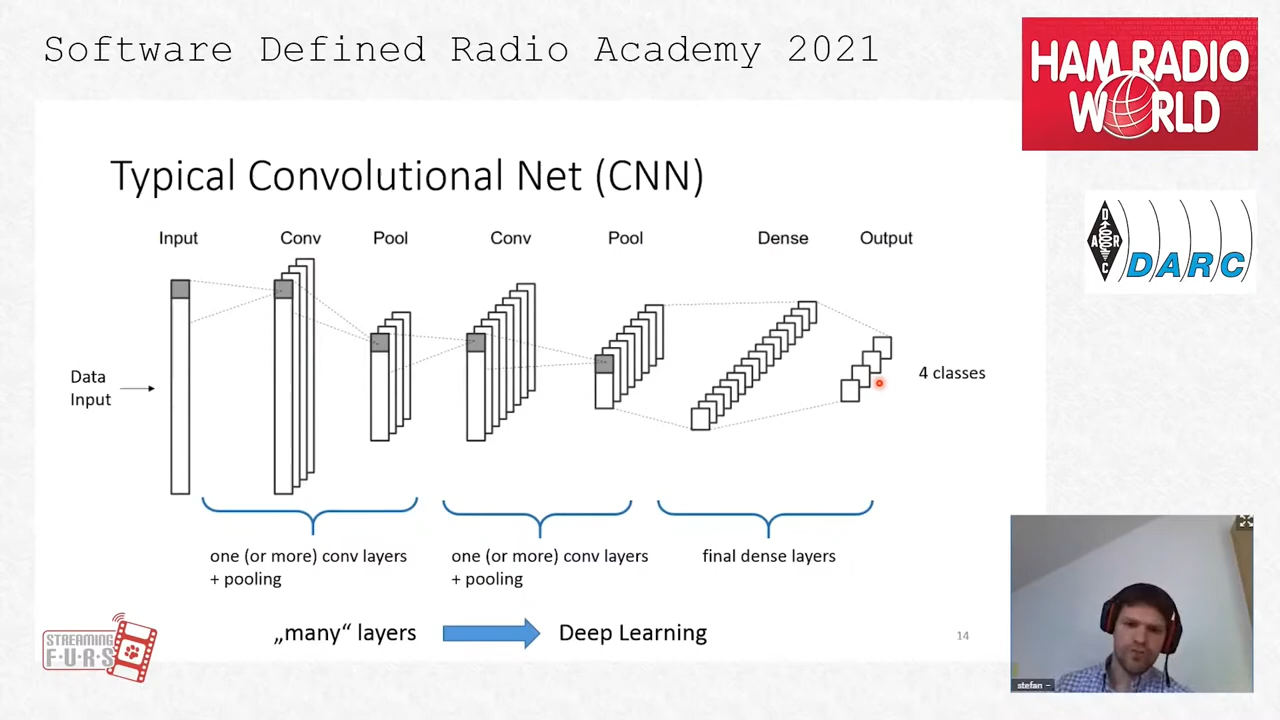 Software Defined Radio Academy 2021
HAM RADIO
WORLD
DARC
DARC
Typical Convolutional Net (CNN)
Input
Conv
Pool
Conv
Pool
Dense
Output
Data
Input
4 classes
one (or more) conv layers
+ pooling
one (or more) conv layers
+ pooling
final dense layers
„many“ layers
Deep Learning
14
STREAMING
F·U·R·S
stefan –